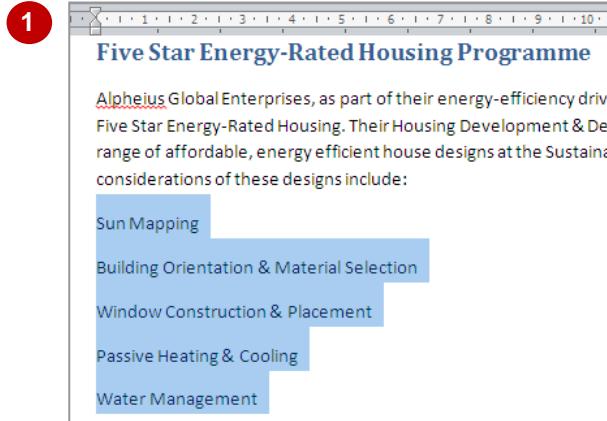 1
1 2 3 4 5 6 7 8 9 10
Five Star Energy-Rated Housing Programme
Alpheius Global Enterprises, as part of their energy-efficiency
Five Star Energy-Rated Housing. Their Housing Development &
range of affordable, energy efficient house designs at the
considerations of these designs include:
Sun Mapping
Building Orientation & Material Selection
Window Construction & Placement
Passive Heating & Cooling
Water Management